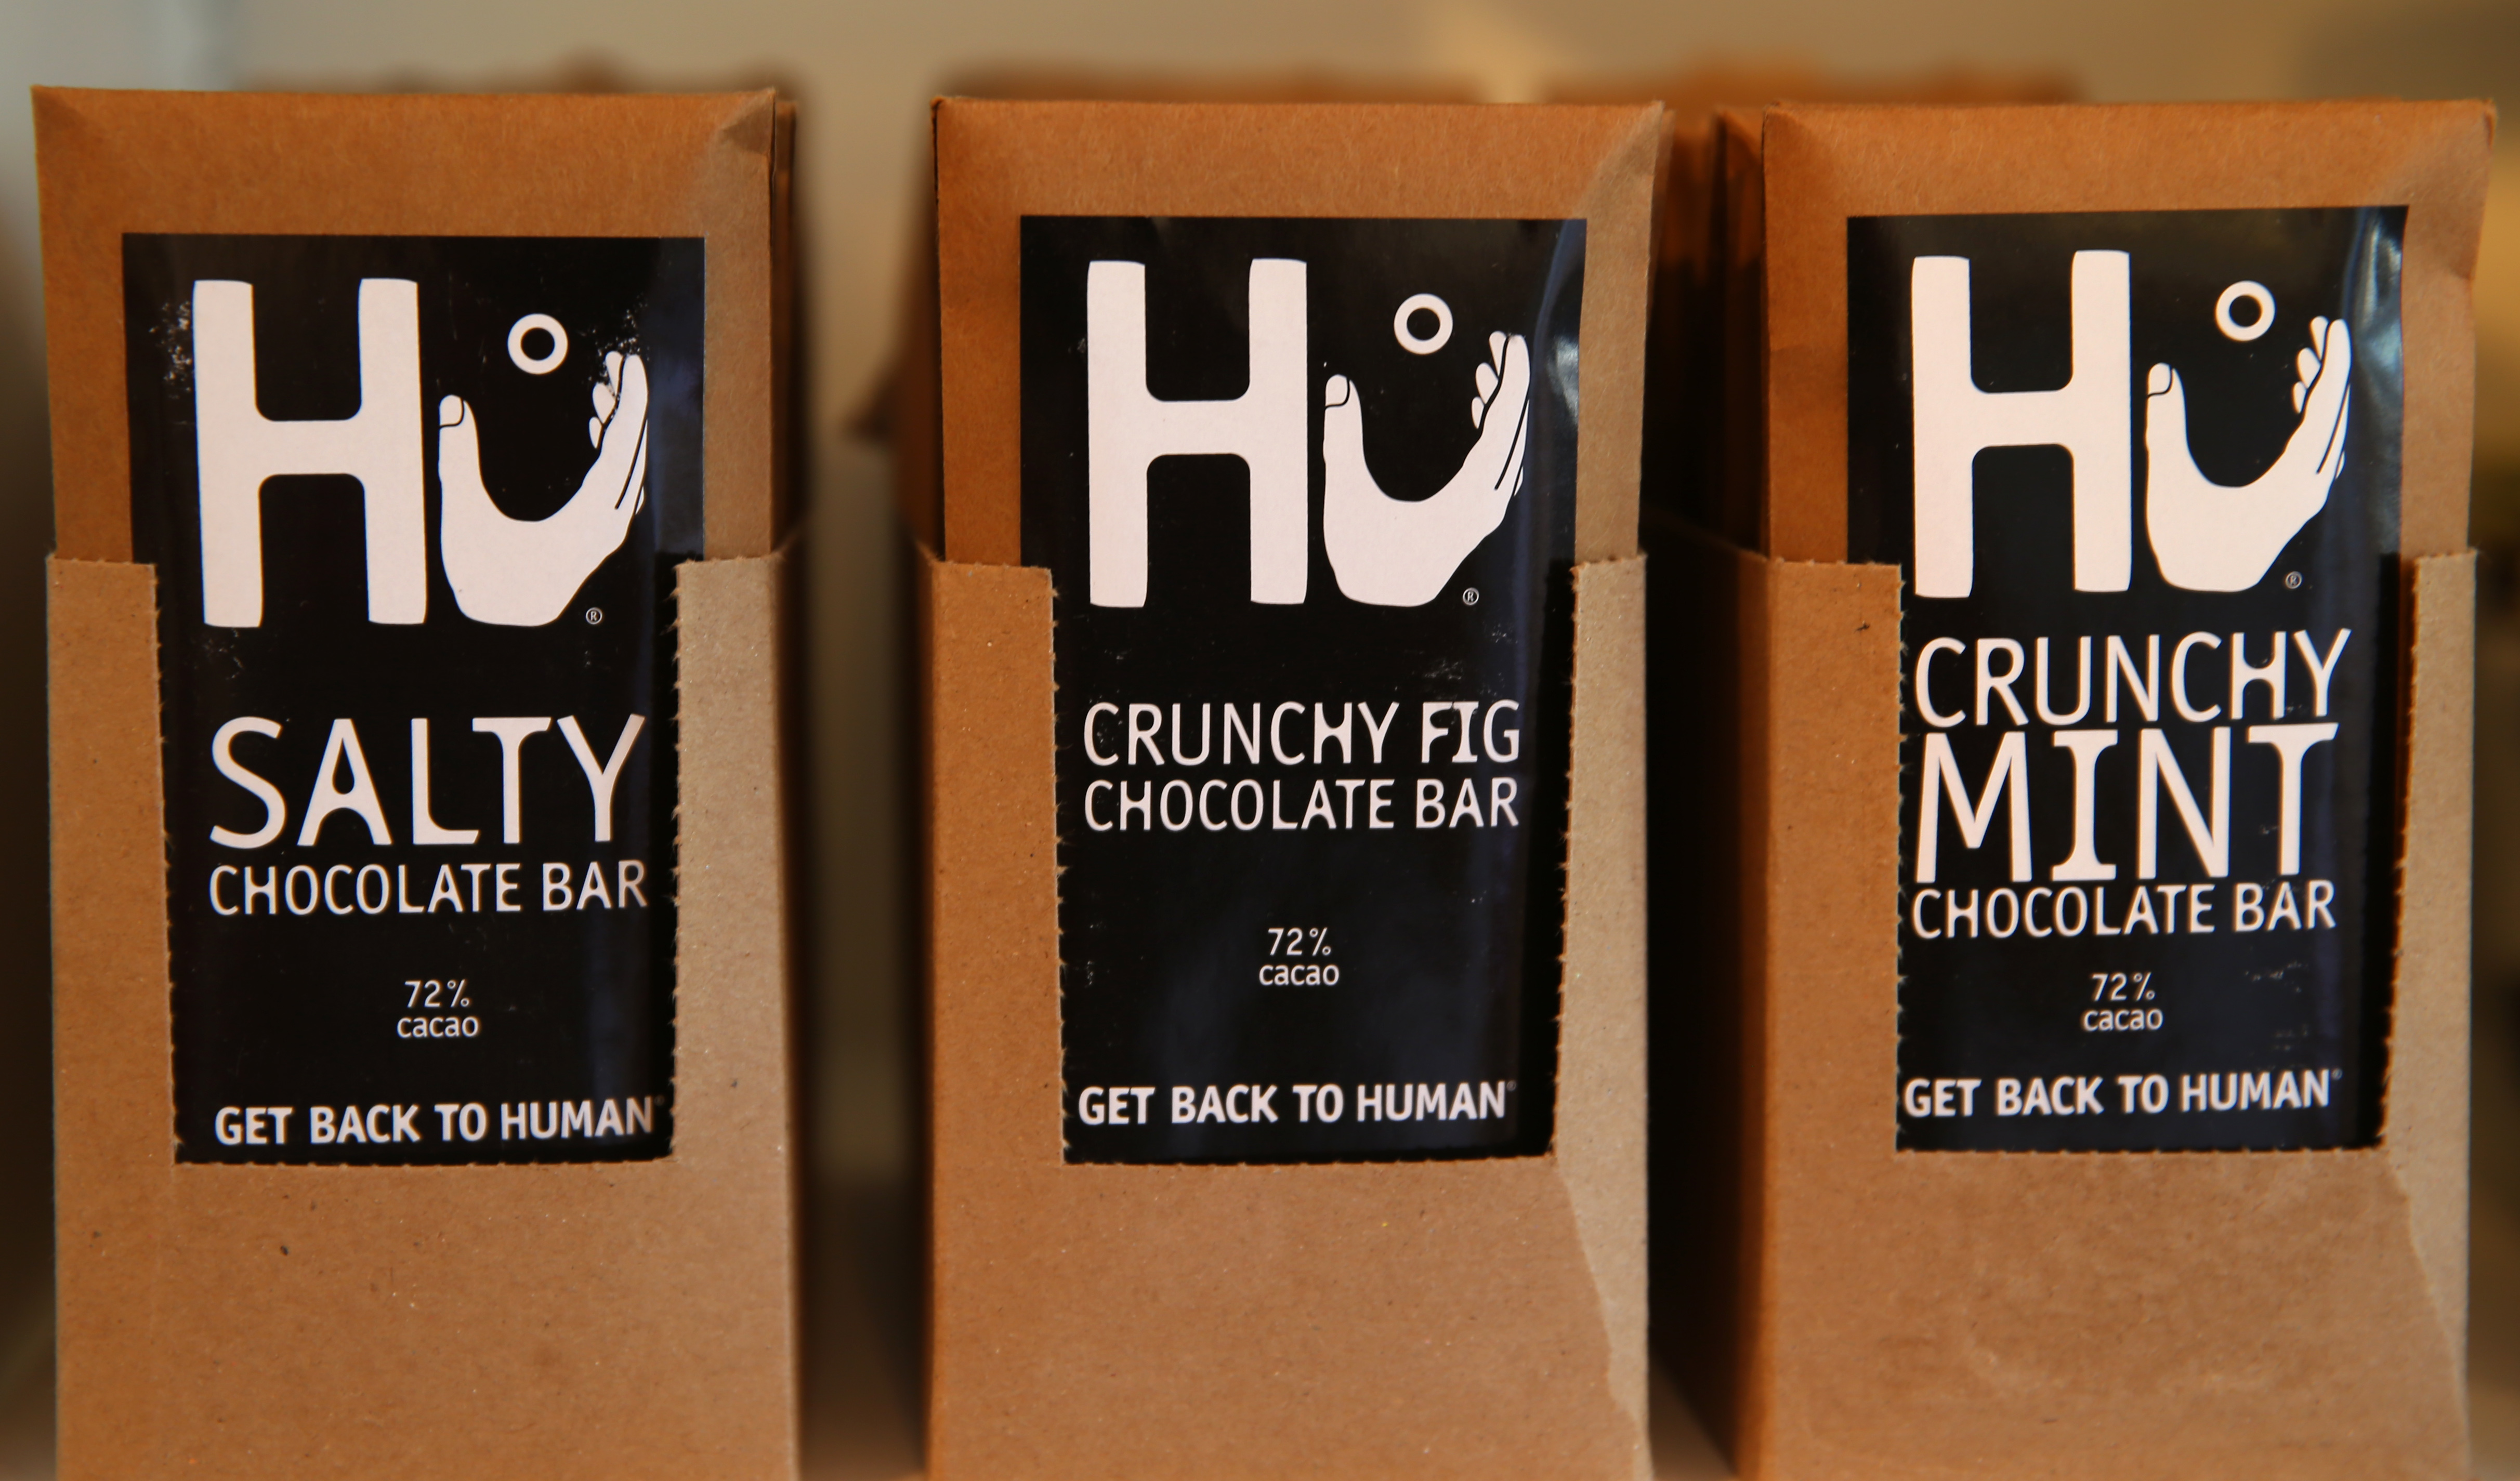 Hu
®
SALTY
CHOCOLATE BAR
72%
cacao
GET BACK TO HUMAN®
Hu
®
CRUNCHY FIG
CHOCOLATE BAR
72%
cacao
GET BACK TO HUMAN®
Hu
®
CRUNCHY
MINT
CHOCOLATE BAR
72%
cacao
GET BACK TO HUMAN®